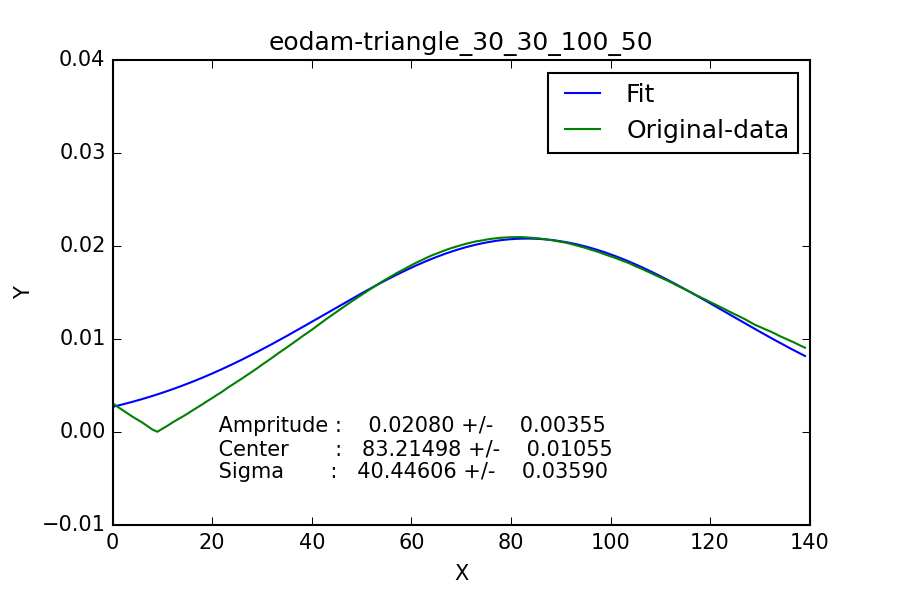 eodam-triangle_30_30_100_50
0.04
0.03
0.02
0.01
0.00
−0.01
Y
Fit
Original-data
Ampritude : 0.02080 +/- 0.00355
Center : 83.21498 +/- 0.01055
Sigma : 40.44606 +/- 0.03590
0 20 40 60 80 100 120 140
X